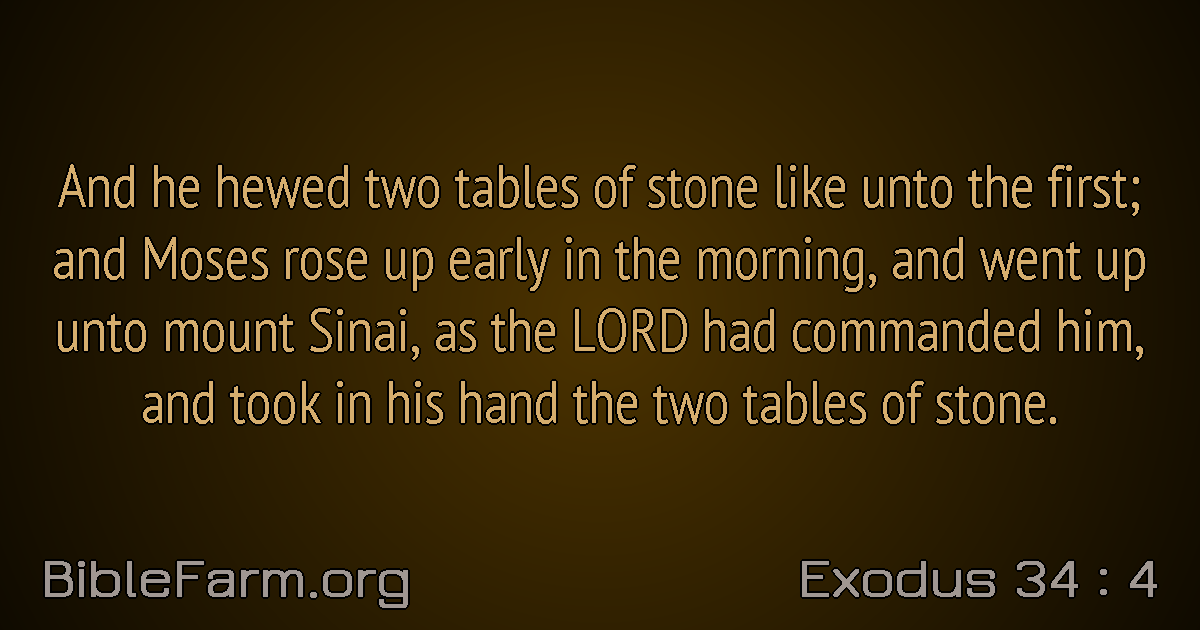 And he hewed two tables of stone like unto the first;
and Moses rose up early in the morning, and went up
unto mount Sinai, as the LORD had commanded him,
and took in his hand the two tables of stone.
BibleFarm.org
Exodus 34 : 4